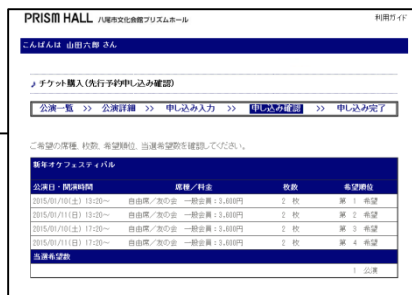 PRISM HALL 八尾市文化会館プリズムホール
利用ガイド
こんばんは 山田六郎 さん
チケット購入(先行予約申し込み確認)
公演一覧 >> 公演詳細 >> 申し込み入力 >> 申し込み確認 >> 申し込み完了
ご希望の席種、枚数、希望順位、当選希望数を確認してください。
新年オケフェスティバル
公演日・開演時間 席種/料金 枚数 希望順位
2015/01/10(土) 13:20～ 自由席/友の会 一般会員:3,600円 2 枚 第 1 希望
2015/01/11(日) 13:20～ 自由席/友の会 一般会員:3,600円 2 枚 第 2 希望
2015/01/10(土) 17:20～ 自由席/友の会 一般会員:3,600円 2 枚 第 3 希望
2015/01/11(日) 17:20～ 自由席/友の会 一般会員:3,600円 2 枚 第 4 希望
当選希望数
1 公演